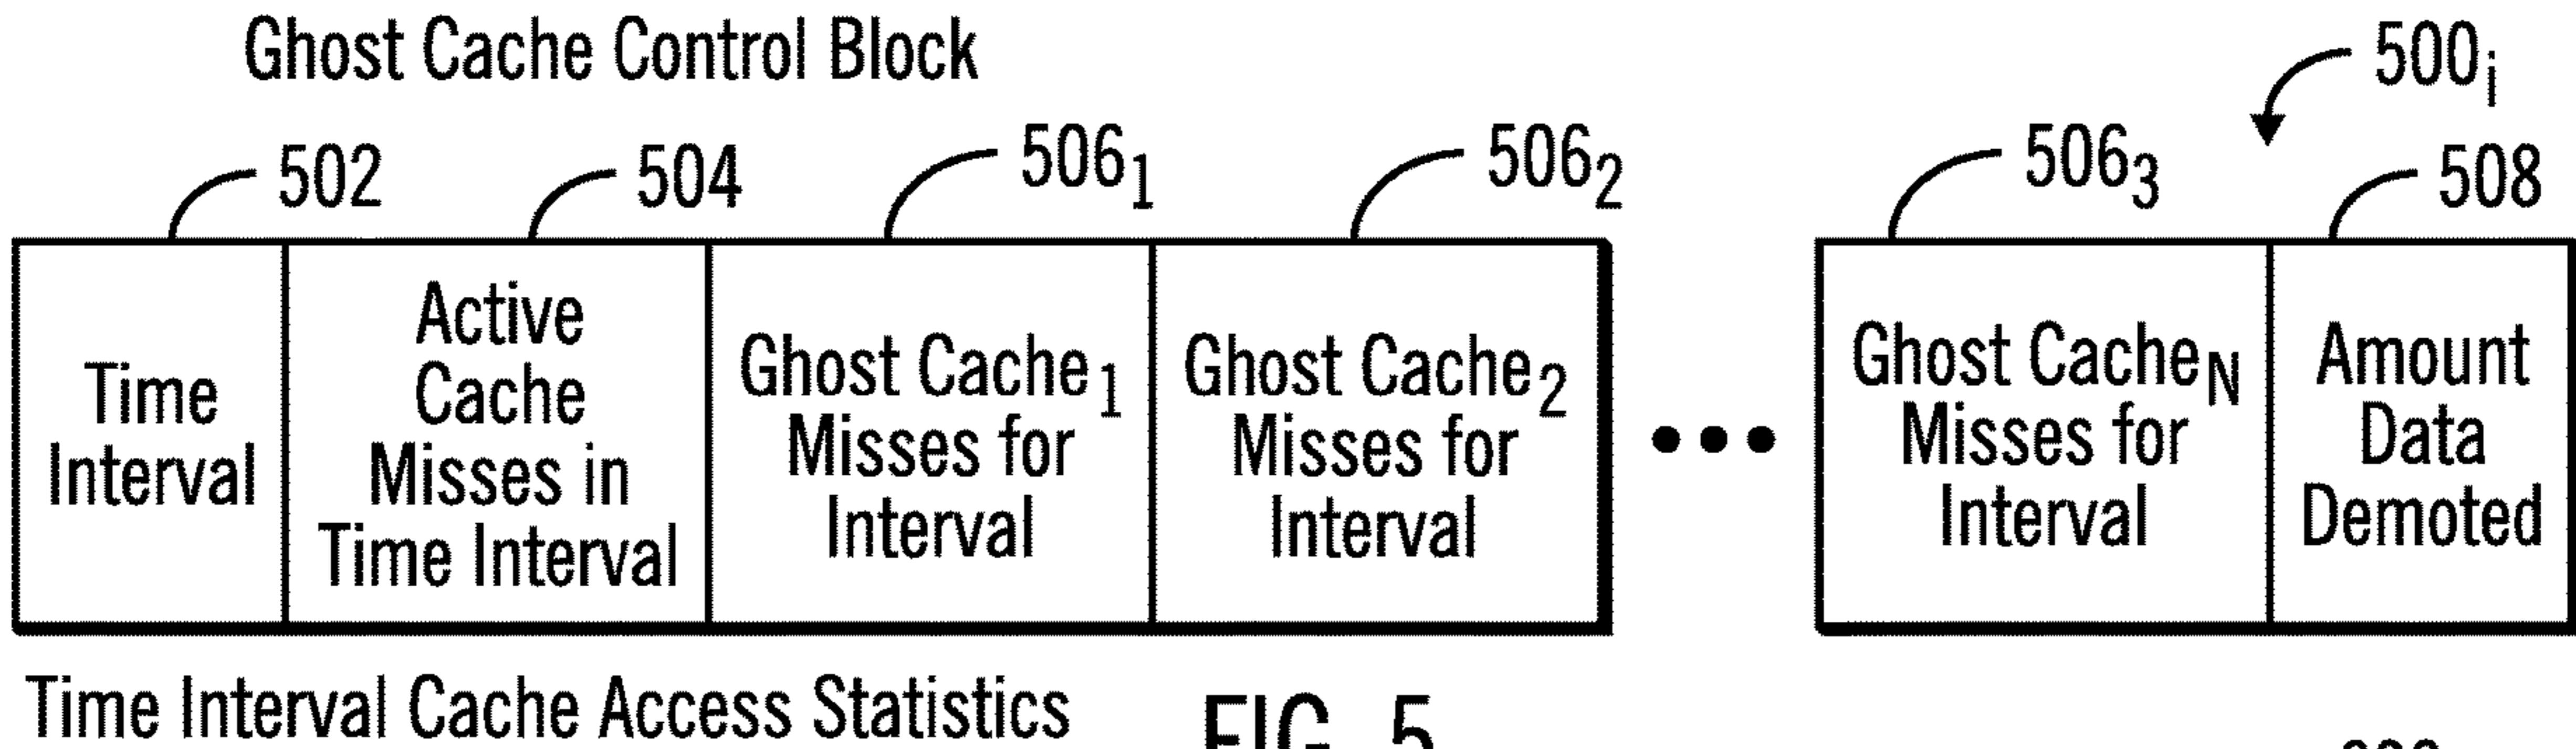 Ghost Cache Control Block
500i
502
504
506₁
506₂
506₃
508
Time
Interval
Active
Cache
Misses in
Time Interval
Ghost Cache₁
Misses for
Interval
Ghost Cache₂
Misses for
Interval
•••
Ghost Cache_N
Misses for
Interval
Amount
Data
Demoted
Time Interval Cache Access Statistics
FIG. 5